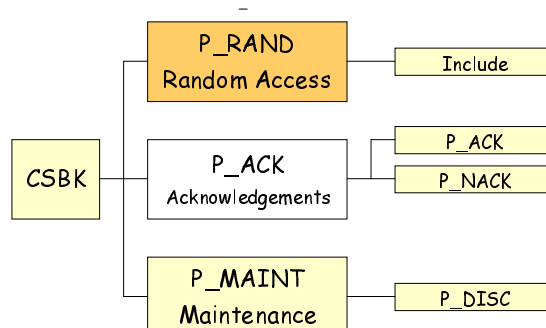 P_RAND
Random Access
Include
CSBK
P_ACK
Acknowledgements
P_ACK
P_NACK
P_MAINT
Maintenance
P_DISC